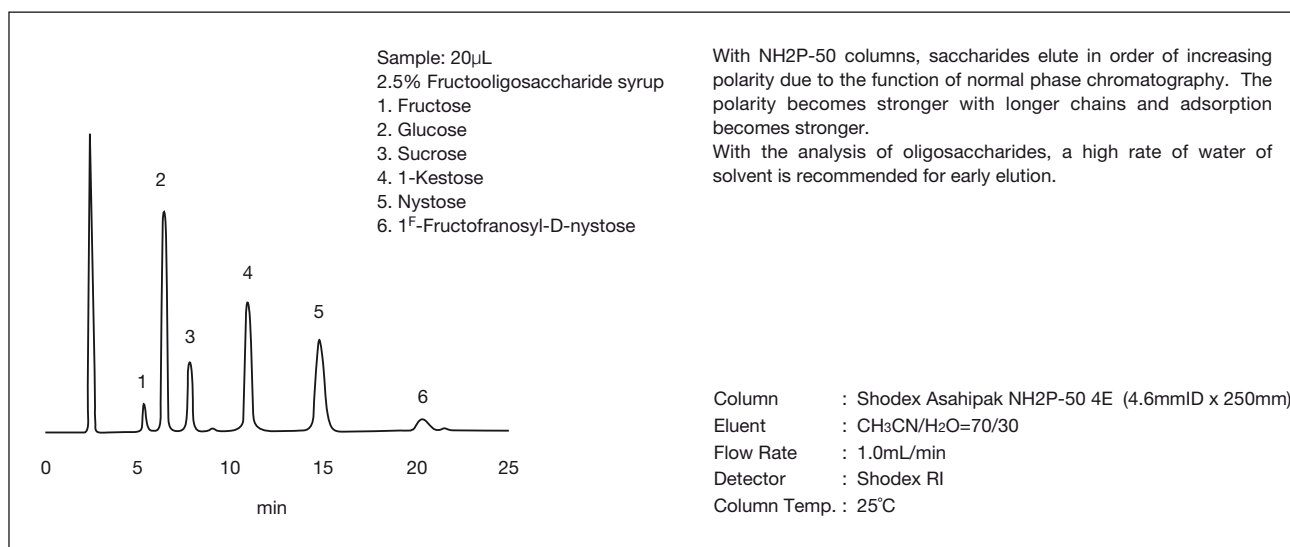 Sample: 20µL
2.5% Fructooligosaccharide syrup
1. Fructose
2. Glucose
3. Sucrose
4. 1-Kestose
5. Nystose
6. 1F-Fructofranosyl-D-nystose
With NH2P-50 columns, saccharides elute in order of increasing
polarity due to the function of normal phase chromatography. The
polarity becomes stronger with longer chains and adsorption
becomes stronger.
With the analysis of oligosaccharides, a high rate of water of
solvent is recommended for early elution.
1
2
3
4
5
6
0 5 10 15 20 25
min
Column : Shodex Asahipak NH2P-50 4E (4.6mmID x 250mm)
Eluent : CH3CN/H2O=70/30
Flow Rate : 1.0mL/min
Detector : Shodex RI
Column Temp. : 25℃